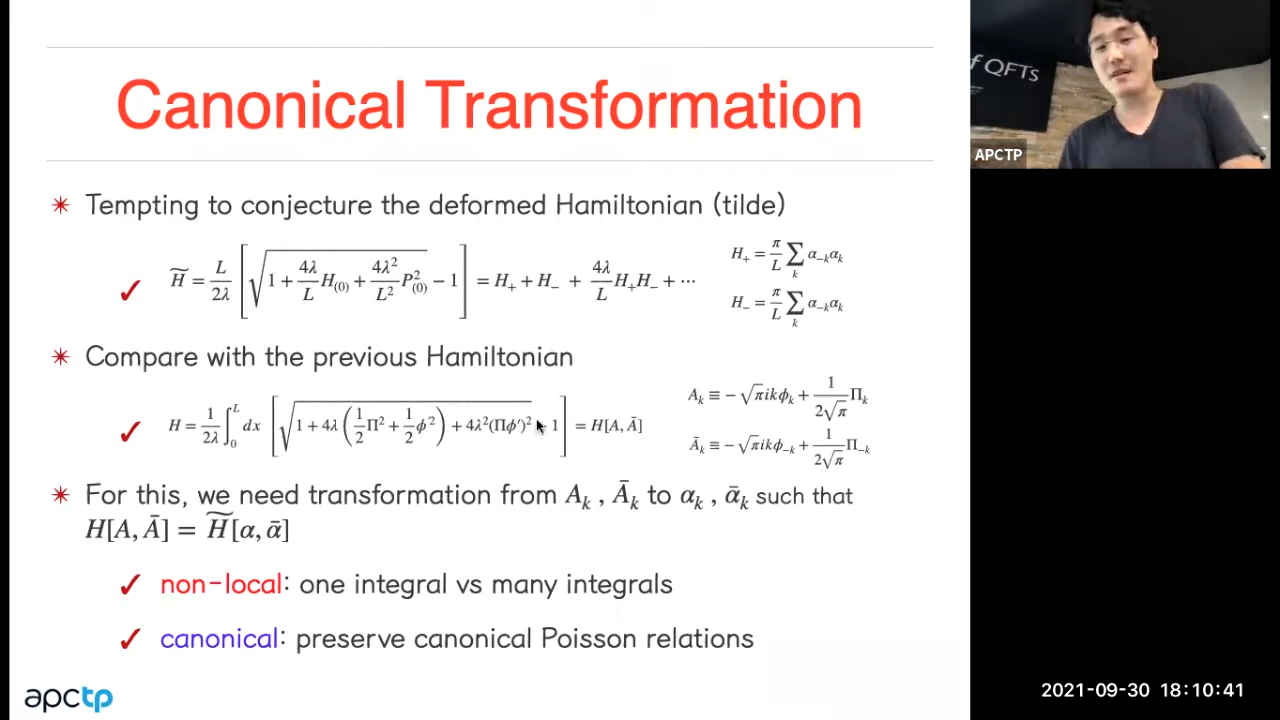 Canonical Transformation
Tempting to conjecture the deformed Hamiltonian (tilde)
H̃ = L/2λ [ √(1 + 4λ/L H₍₀₎ + 4λ²/L² P²₍₀₎) − 1 ] = H₊ + H₋ + 4λ/L H₊H₋ + ⋯
H₊ = π/L ∑ₖ α₋ₖαₖ
H₋ = π/L ∑ₖ α₋ₖαₖ
Compare with the previous Hamiltonian
H = 1/2λ ∫₀ᴸ dx [ √(1 + 4λ(1/2 Π² + 1/2 ϕ′²) + 4λ²(Πϕ′)²) − 1 ] = H[A, Ā]
Aₖ ≡ − √π ikϕₖ + 1/2√π Πₖ
Āₖ ≡ − √π ikϕ₋ₖ + 1/2√π Π₋ₖ
For this, we need transformation from Aₖ , Āₖ to αₖ , ᾱₖ such that
H[A, Ā] = H̃[α, ᾱ]
non-local: one integral vs many integrals
canonical: preserve canonical Poisson relations
apctp
f QFTs
APCTP
2021-09-30 18:10:41